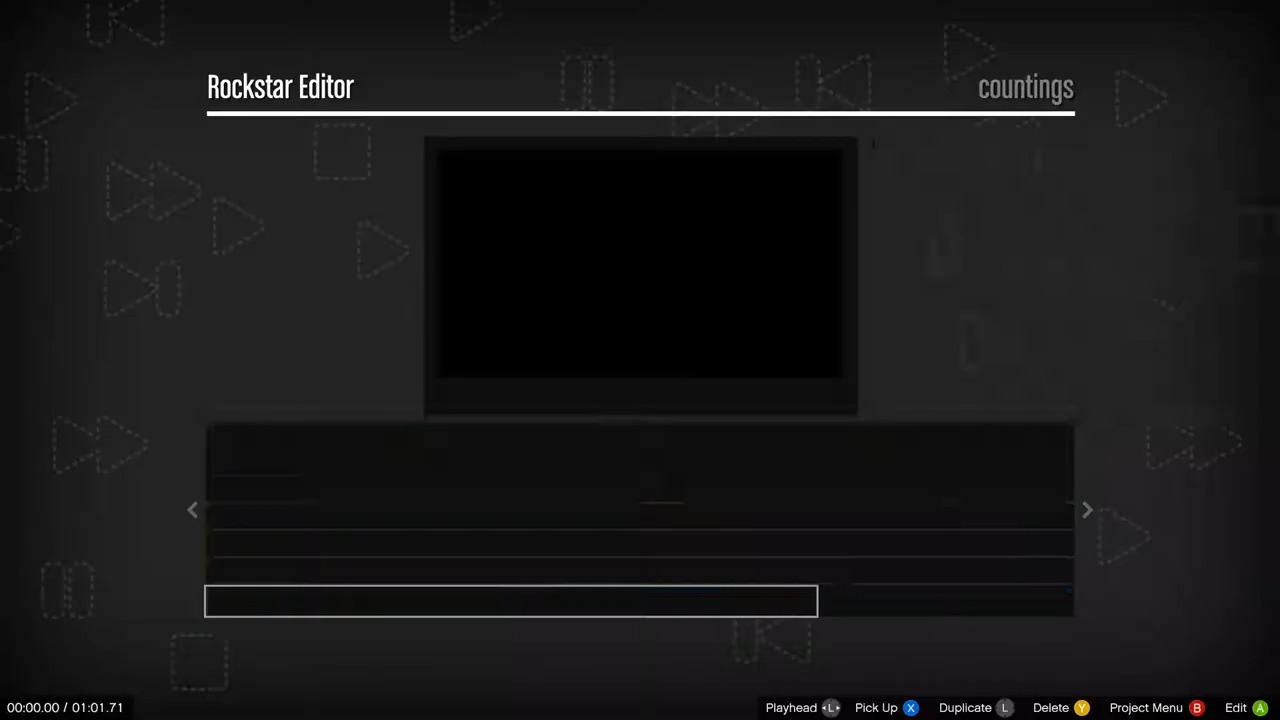 Rockstar Editor
countings
00:00.00 / 01:01.71
Playhead L Pick Up X Duplicate L Delete Y Project Menu B Edit A